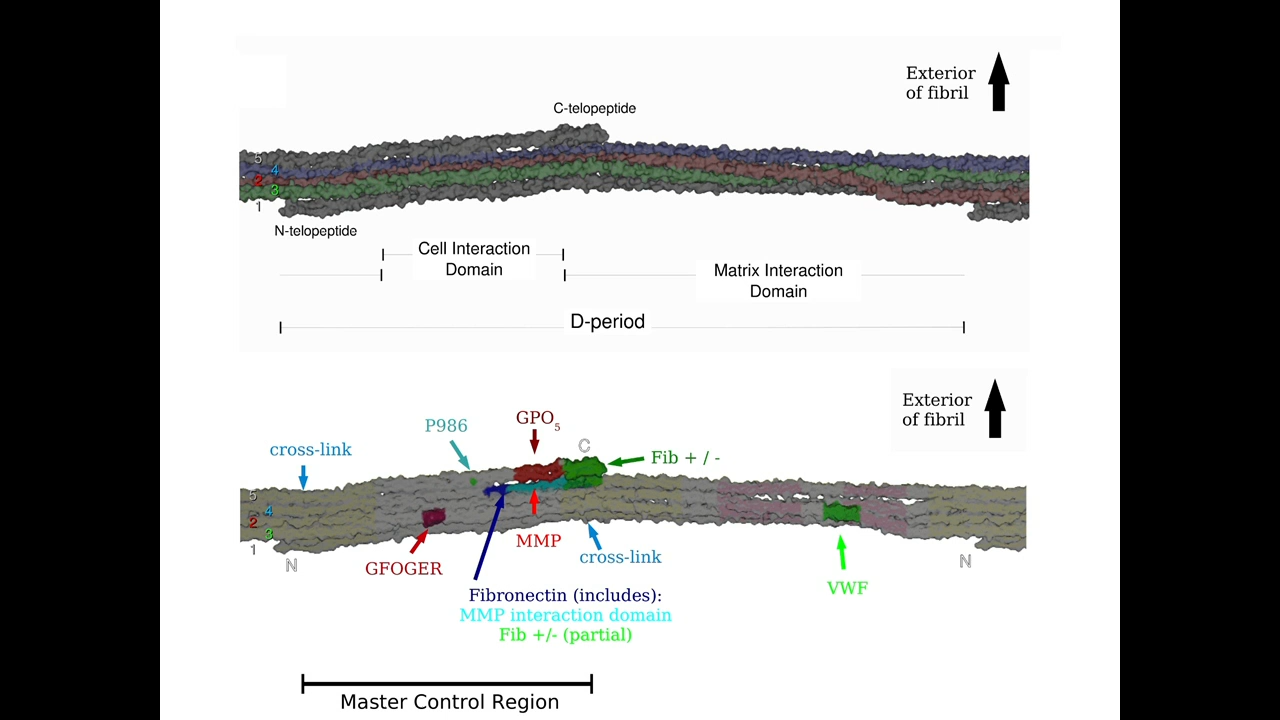 Exterior
of fibril
C-telopeptide
5
4
2
3
1
N-telopeptide
Cell Interaction
Domain
Matrix Interaction
Domain
D-period
Exterior
of fibril
GPO5
P986
C
cross-link
Fib + / -
5
4
2
3
1
MMP
cross-link
N
GFOGER
N
VWF
Fibronectin (includes):
MMP interaction domain
Fib +/- (partial)
Master Control Region